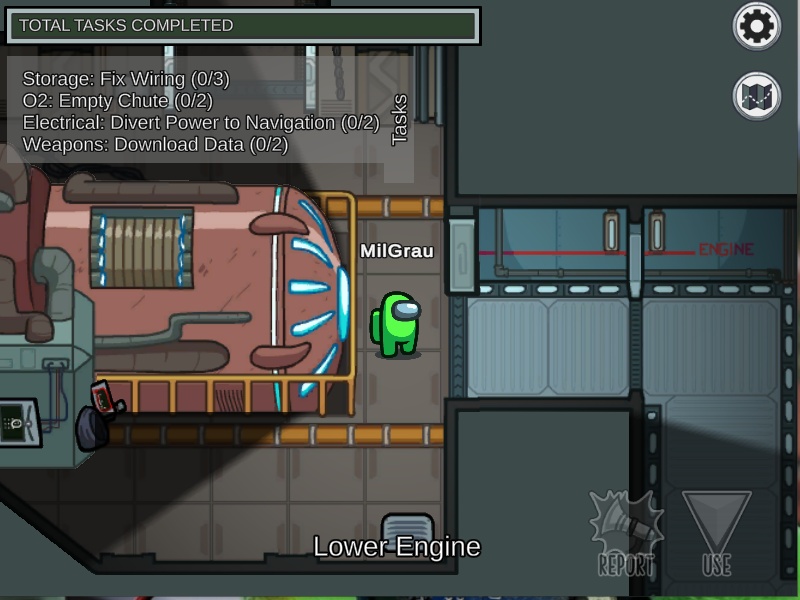 TOTAL TASKS COMPLETED
Storage: Fix Wiring (0/3)
O2: Empty Chute (0/2)
Electrical: Divert Power to Navigation (0/2)
Weapons: Download Data (0/2)
Tasks
MilGrau
ENGINE
Lower Engine
REPORT
USE